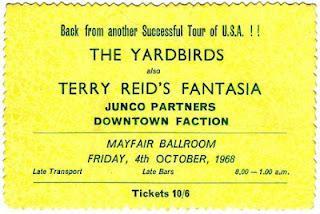 Back from another Successful Tour of U.S.A. ! !
THE YARDBIRDS
also
TERRY REID'S FANTASIA
JUNCO PARTNERS
DOWNTOWN FACTION
MAYFAIR BALLROOM
FRIDAY, 4th OCTOBER, 1968
Late Transport Late Bars 8.00 — 1.00 a.m.
Tickets 10/6